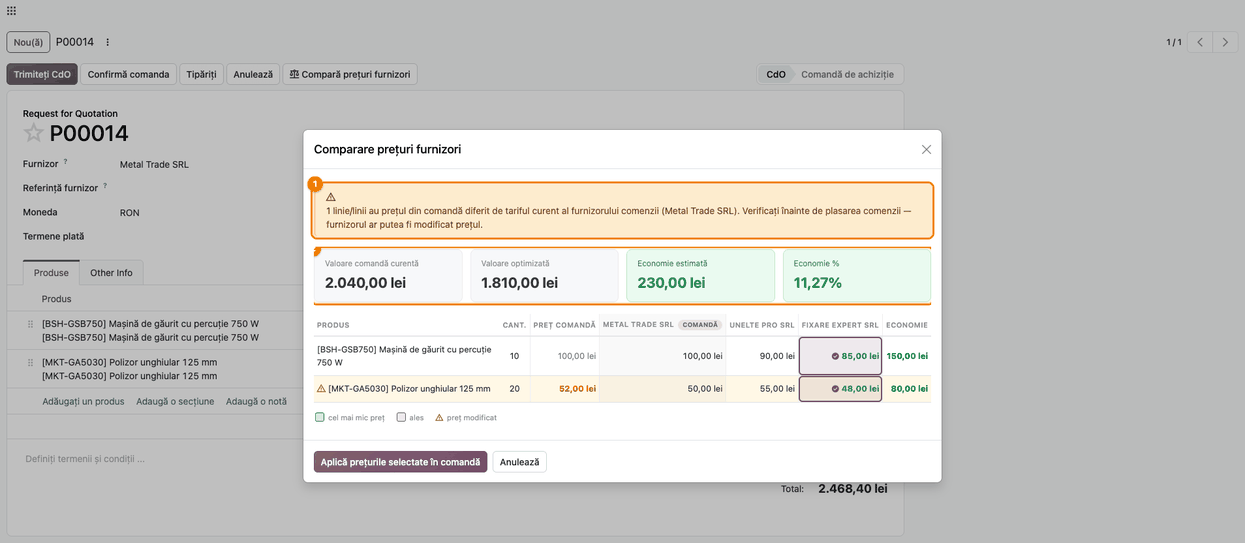 Nou(ă)
P00014
1 / 1
Trimiteți CdO
Confirmă comanda
Tipăriți
Anulează
Compară prețuri furnizori
CdO
Comandă de achiziție
Request for Quotation
P00014
Furnizor ?
Metal Trade SRL
Referință furnizor ?
Moneda
RON
Termene plată
Produse
Other Info
Produs
[BSH-GSB750] Mașină de găurit cu percuție 750 W
[BSH-GSB750] Mașină de găurit cu percuție 750 W
[MKT-GA5030] Polizor unghiular 125 mm
[MKT-GA5030] Polizor unghiular 125 mm
Adăugați un produs
Adaugă o secțiune
Adaugă o notă
Definiți termenii și condiții ...
Total: 2.468,40 lei
Comparare prețuri furnizori
1
1 linie/linii au prețul din comandă diferit de tariful curent al furnizorului comenzii (Metal Trade SRL). Verificați înainte de plasarea comenzii —
furnizorul ar putea fi modificat prețul.
Valoare comandă curentă
2.040,00 lei
Valoare optimizată
1.810,00 lei
Economie estimată
230,00 lei
Economie %
11,27%
PRODUS CANT. PREȚ COMANDĂ METAL TRADE SRL COMANDĂ UNELTE PRO SRL FIXARE EXPERT SRL ECONOMIE
[BSH-GSB750] Mașină de găurit cu percuție
750 W
10 100,00 lei 100,00 lei 90,00 lei 85,00 lei 150,00 lei
[MKT-GA5030] Polizor unghiular 125 mm 20 52,00 lei 50,00 lei 55,00 lei 48,00 lei 80,00 lei
cel mai mic preț
ales
preț modificat
Aplică prețurile selectate în comandă
Anulează